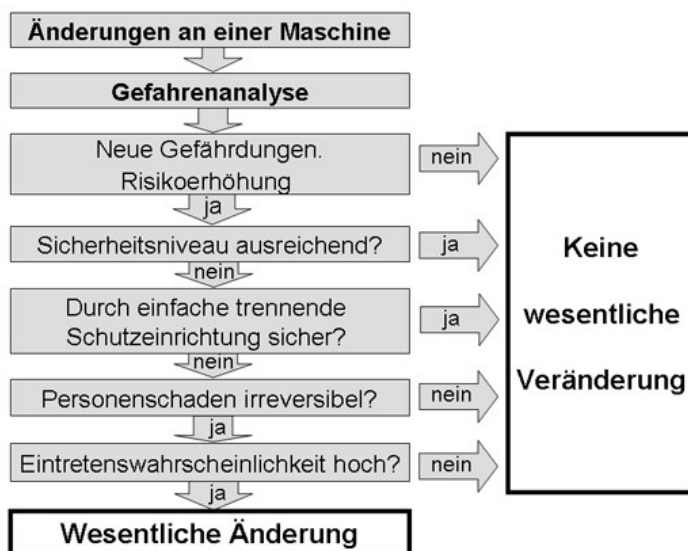 Änderungen an einer Maschine
Gefahrenanalyse
Neue Gefährdungen.
Risikoerhöhung
nein
ja
Sicherheitsniveau ausreichend?
ja
nein
Durch einfache trennende
Schutzeinrichtung sicher?
ja
nein
Personenschaden irreversibel?
nein
ja
Eintretenswahrscheinlichkeit hoch?
nein
ja
Wesentliche Änderung
Keine
wesentliche
Veränderung